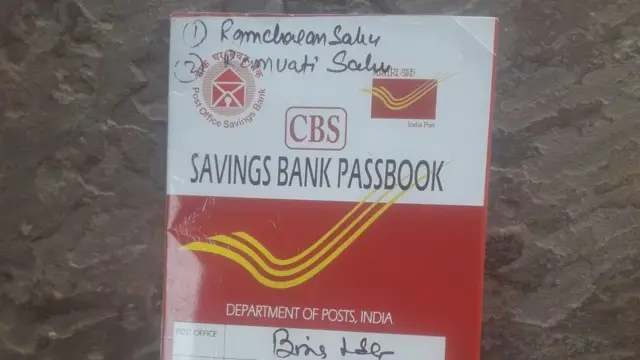 ① Ramcharan Sahu
② Ramvati Sahu
Post Office Savings Bank
India Post
CBS
SAVINGS BANK PASSBOOK
DEPARTMENT OF POSTS, INDIA
POST OFFICE